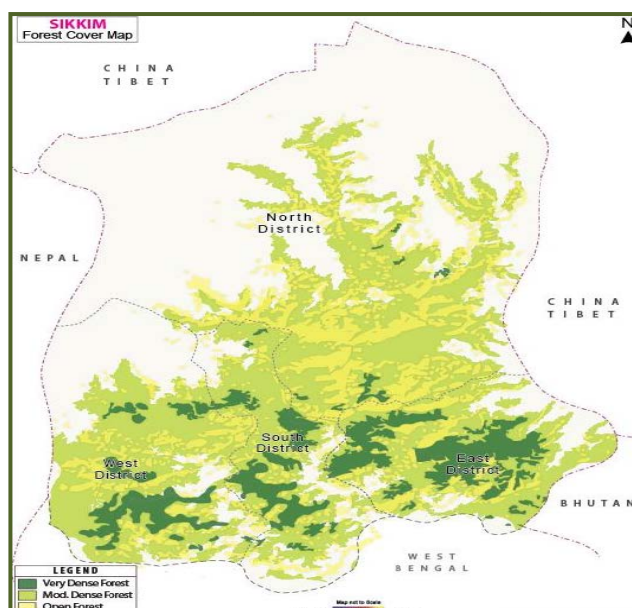 SIKKIM
Forest Cover Map
N
CHINA
TIBET
North
District
NEPAL
CHINA
TIBET
South
District
West
District
East
District
BHUTAN
WEST
BENGAL
LEGEND
Very Dense Forest
Mod. Dense Forest
Open Forest
Map not to Scale